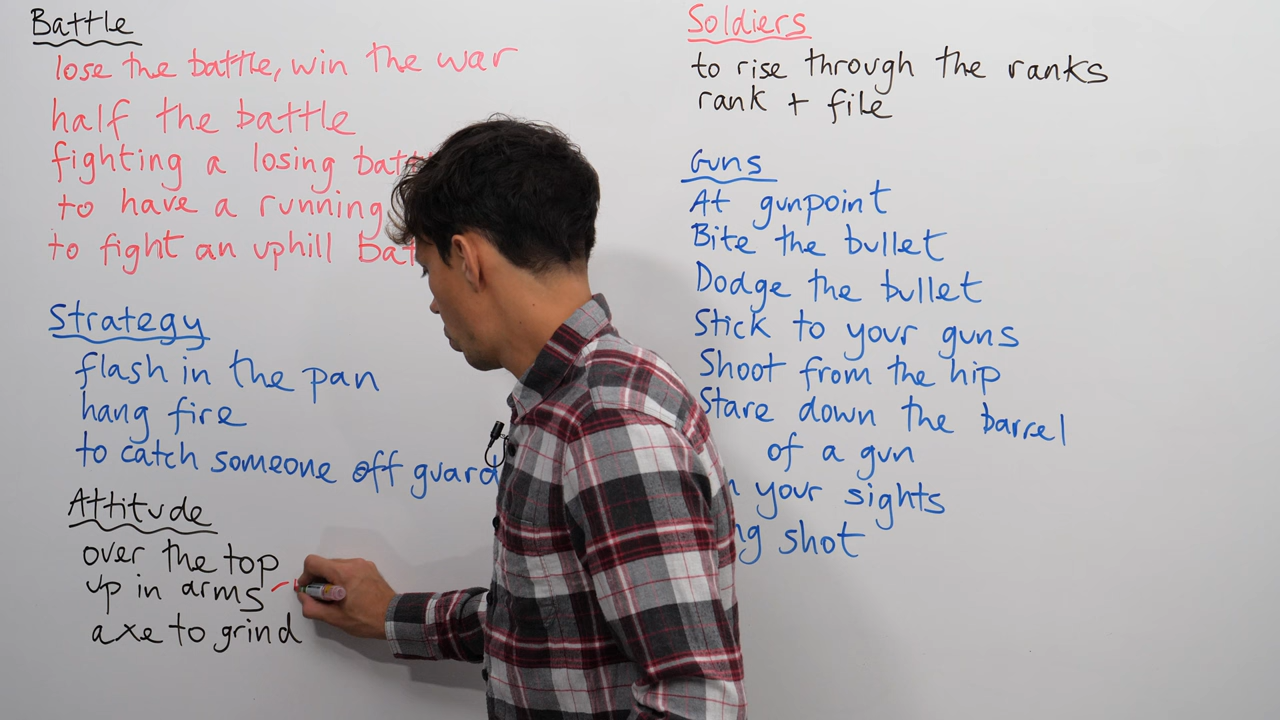 Battle
lose the battle, win the war
half the battle
fighting a losing
to have a running
to fight an uphill
Strategy
flash in the pan
hang fire
to catch someone off guard
Attitude
over the top
up in arms
axe to grind
Soldiers
to rise through the ranks
rank + file
Guns
At gunpoint
Bite the bullet
Dodge the bullet
Stick to your guns
Shoot from the hip
Stare down the barrel
of a gun
your sights
shot